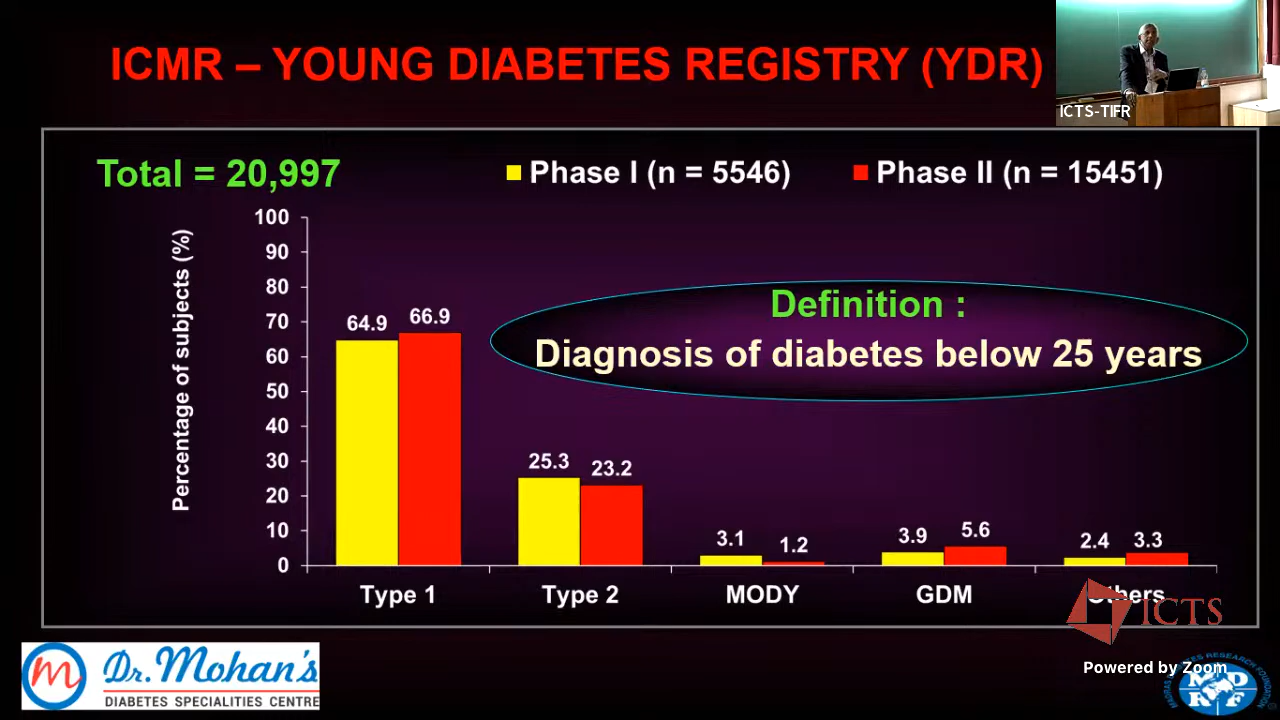 ICMR – YOUNG DIABETES REGISTRY (YDR)
ICTS-TIFR
Total = 20,997
Phase I (n = 5546)
Phase II (n = 15451)
Percentage of subjects (%)
100
90
80
70
60
50
40
30
20
10
0
Definition :
Diagnosis of diabetes below 25 years
64.9
66.9
25.3
23.2
3.1
1.2
3.9
5.6
2.4
3.3
Type 1
Type 2
MODY
GDM
Others
ICTS
Powered by Zoom
m
Dr. Mohan's
DIABETES SPECIALITIES CENTRE